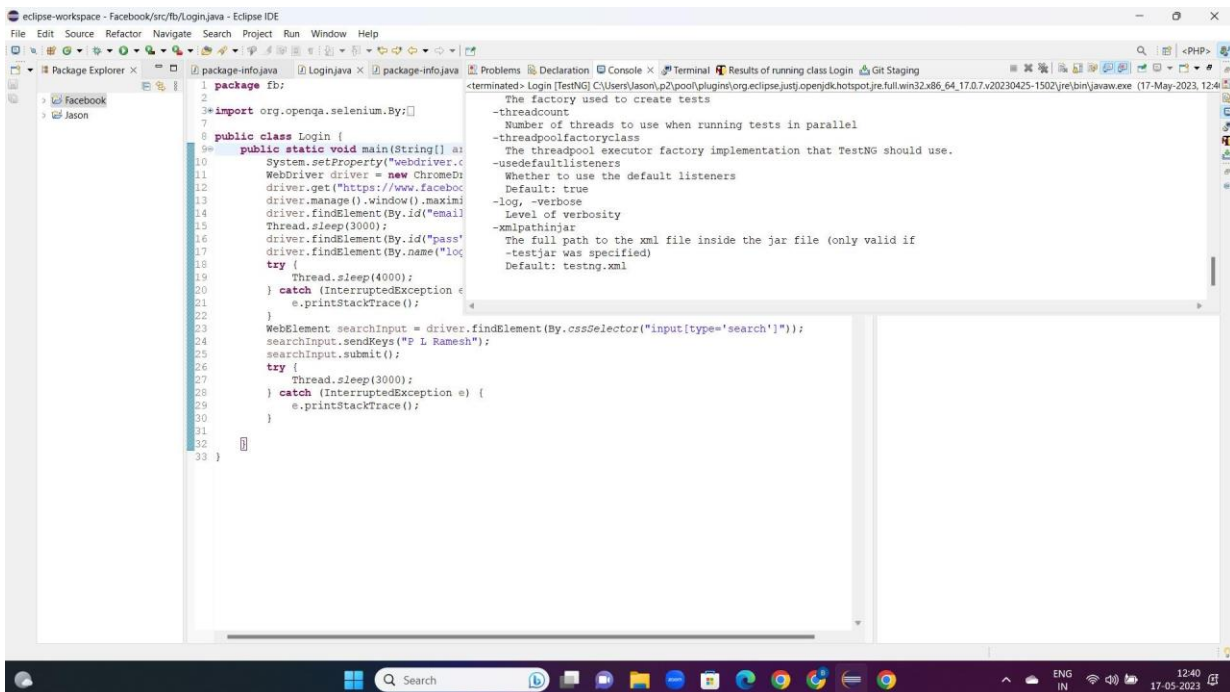 eclipse-workspace - Facebook/src/fb/Login.java - Eclipse IDE
File Edit Source Refactor Navigate Search Project Run Window Help
<PHP>
Package Explorer
Facebook
Jason
package-info.java Login.java package-info.java
1 package fb;
2
3 import org.openqa.selenium.By;
7
8 public class Login {
9 public static void main(String[] ar
10 System.setProperty("webdriver.c
11 WebDriver driver = new ChromeDr
12 driver.get("https://www.faceboo
13 driver.manage().window().maximi
14 driver.findElement(By.id("email
15 Thread.sleep(3000);
16 driver.findElement(By.id("pass"
17 driver.findElement(By.name("log
18 try {
19 Thread.sleep(4000);
20 } catch (InterruptedException e
21 e.printStackTrace();
22 }
23 WebElement searchInput = driver.findElement(By.cssSelector("input[type='search']"));
24 searchInput.sendKeys("P L Ramesh");
25 searchInput.submit();
26 try {
27 Thread.sleep(3000);
28 } catch (InterruptedException e) {
29 e.printStackTrace();
30 }
31
32 }
33 }
Problems Declaration Console Terminal Results of running class Login Git Staging
<terminated> Login [TestNG] C:\Users\Jason\.p2\pool\plugins\org.eclipse.justj.openjdk.hotspot.jre.full.win32.x86_64_17.0.7.v20230425-1502\jre\bin\javaw.exe (17-May-2023, 12:4
The factory used to create tests
-threadcount
Number of threads to use when running tests in parallel
-threadpoolfactoryclass
The threadpool executor factory implementation that TestNG should use.
-usedefaultlisteners
Whether to use the default listeners
Default: true
-log, -verbose
Level of verbosity
-xmlpathinjar
The full path to the xml file inside the jar file (only valid if
-testjar was specified)
Default: testng.xml
Search
zoom
ENG
IN
12:40
17-05-2023